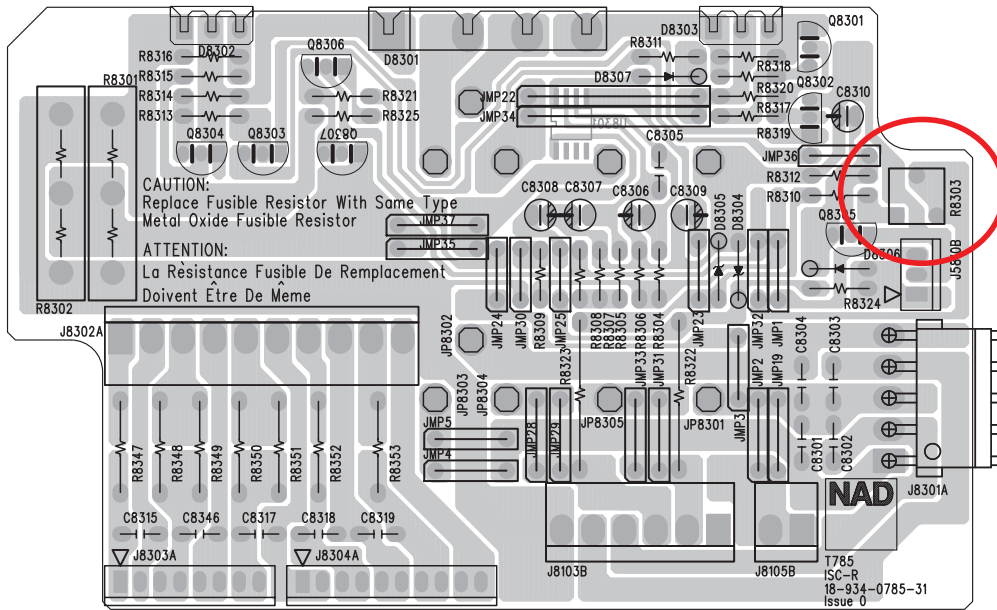 D8302
D8301
D8303
Q8301
R8316
Q8306
R8311
R8318
R8315
D8307
Q8302
R8301
R8314
R8321
JMP22
R8320
C8310
R8313
R8325
JMP34
R8317
U8301
R8319
Q8304
Q8303
Q8307
C8305
JMP36
CAUTION:
Replace Fusible Resistor With Same Type
Metal Oxide Fusible Resistor
ATTENTION:
La Rèsistance Fusible De Remplacement
Doivent Être De Meme
R8312
R8310
R8303
C8308
C8307
C8306
C8309
D8305
D8304
JMP37
JMP35
Q8305
D8306
J5810B
R8324
R8302
J8302A
JP8302
JMP24
JMP30
R8309
JMP25
R8308
R8307
R8305
R8306
R8304
JMP23
JMP32
JMP1
C8304
C8303
R8323
JMP33
JMP31
R8322
JMP2
JMP19
JP8303
JP8304
JMP3
JMP5
JMP4
JMP28
JMP29
JP8305
JP8301
C8301
C8302
R8347
R8348
R8349
R8350
R8351
R8352
R8353
J8301A
C8315
C8346
C8317
C8318
C8319
NAD
J8303A
J8304A
J8103B
J8105B
T785
ISC-R
18-934-0785-31
Issue 0